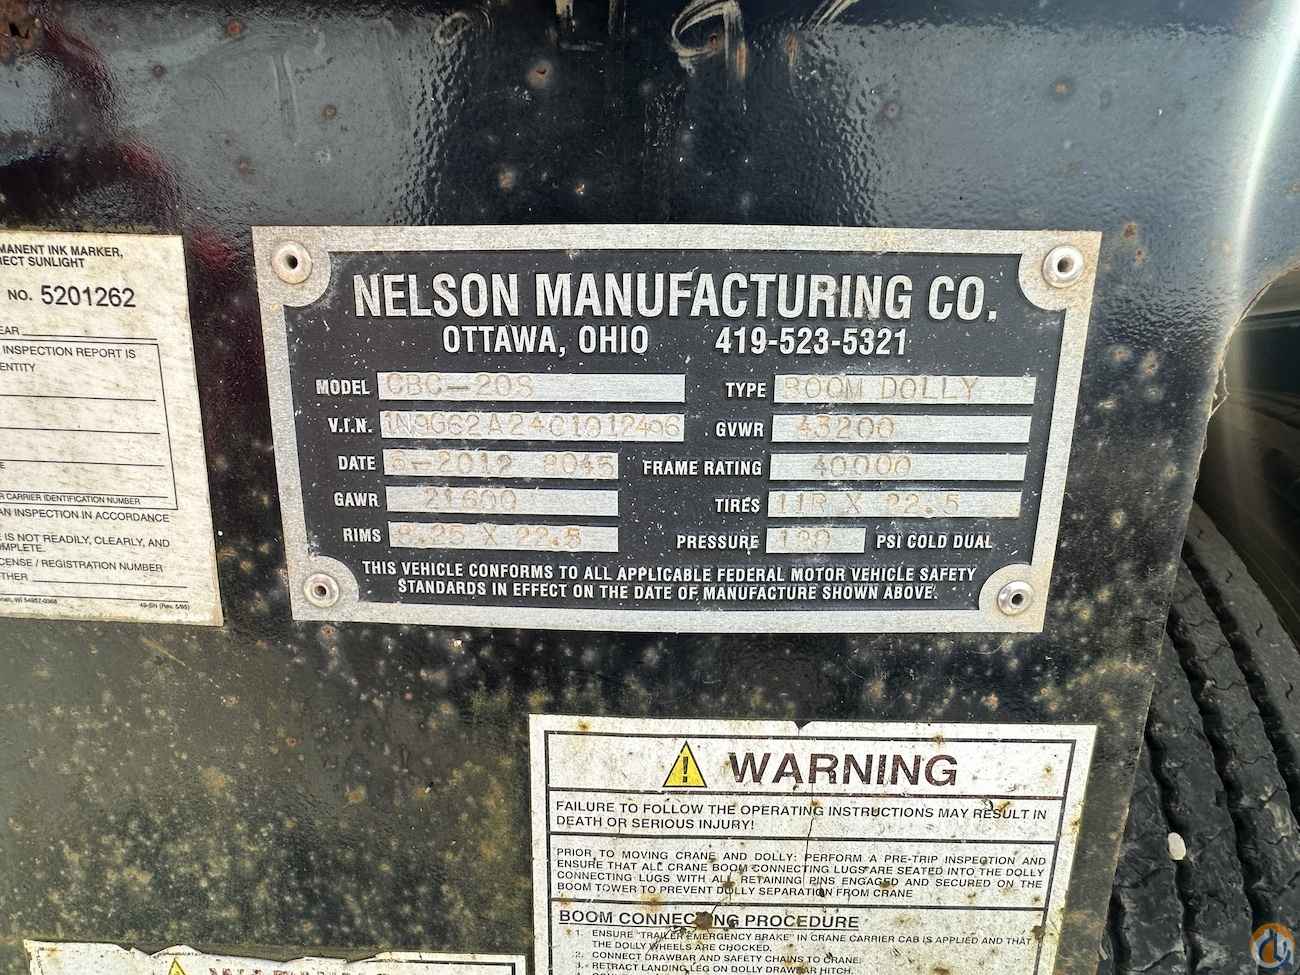 MANENT INK MARKER,
RECT SUNLIGHT
NO. 5201262
EAR
INSPECTION REPORT IS
ENTITY
R CARRIER IDENTIFICATION NUMBER
AN INSPECTION IN ACCORDANCE
E IS NOT READILY, CLEARLY, AND
OMPLETE.
CENSE / REGISTRATION NUMBER
THER
49-SN (Rev. 5/95)
NELSON MANUFACTURING CO.
OTTAWA, OHIO 419-523-5321
MODEL CBC-20S TYPE BOOM DOLLY
V.I.N. GVWR 43200
DATE 6-2012 8045 FRAME RATING 40000
GAWR 21600 TIRES 11R X 22.5
RIMS 8.25 X 22.5 PRESSURE PSI COLD DUAL
THIS VEHICLE CONFORMS TO ALL APPLICABLE FEDERAL MOTOR VEHICLE SAFETY
STANDARDS IN EFFECT ON THE DATE OF MANUFACTURE SHOWN ABOVE.
WARNING
FAILURE TO FOLLOW THE OPERATING INSTRUCTIONS MAY RESULT IN
DEATH OR SERIOUS INJURY!
PRIOR TO MOVING CRANE AND DOLLY: PERFORM A PRE-TRIP INSPECTION AND
ENSURE THAT ALL CRANE BOOM CONNECTING LUGS ARE SEATED INTO THE DOLLY
CONNECTING LUGS WITH ALL RETAINING PINS ENGAGED AND SECURED ON THE
BOOM TOWER TO PREVENT DOLLY SEPARATION FROM CRANE
BOOM CONNECTING PROCEDURE
1. ENSURE "TRAILER EMERGENCY BRAKE" IN CRANE CARRIER CAB IS APPLIED AND THAT
THE DOLLY WHEELS ARE CHOCKED.
2. CONNECT DRAWBAR AND SAFETY CHAINS TO CRANE.
3. RETRACT LANDING LEG ON DOLLY DRAWBAR HITCH.